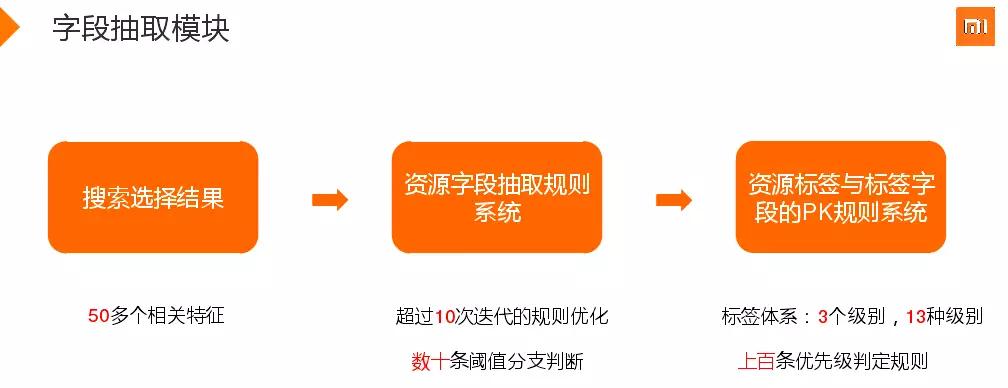 字段抽取模块
MI
搜索选择结果
资源字段抽取规则
系统
资源标签与标签字
段的PK规则系统
50多个相关特征
超过10次迭代的规则优化
数十条阈值分支判断
标签体系：3个级别，13种级别
上百条优先级判定规则